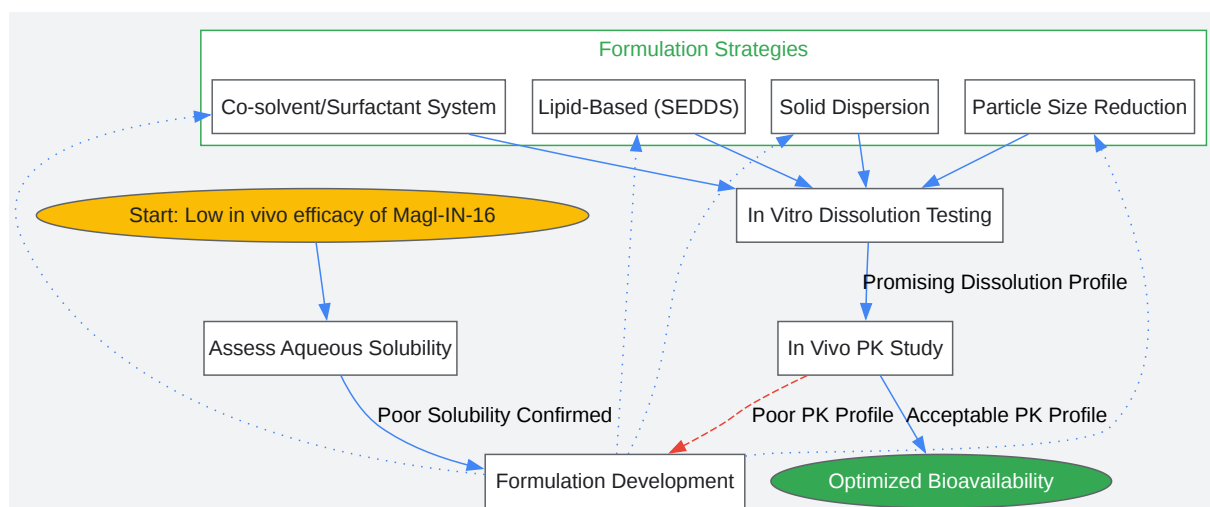 Formulation Strategies
Co-solvent/Surfactant System
Lipid-Based (SEDDS)
Solid Dispersion
Particle Size Reduction
Start: Low in vivo efficacy of Magl-IN-16
In Vitro Dissolution Testing
Promising Dissolution Profile
Assess Aqueous Solubility
In Vivo PK Study
Poor Solubility Confirmed
Poor PK Profile
Acceptable PK Profile
Formulation Development
Optimized Bioavailability